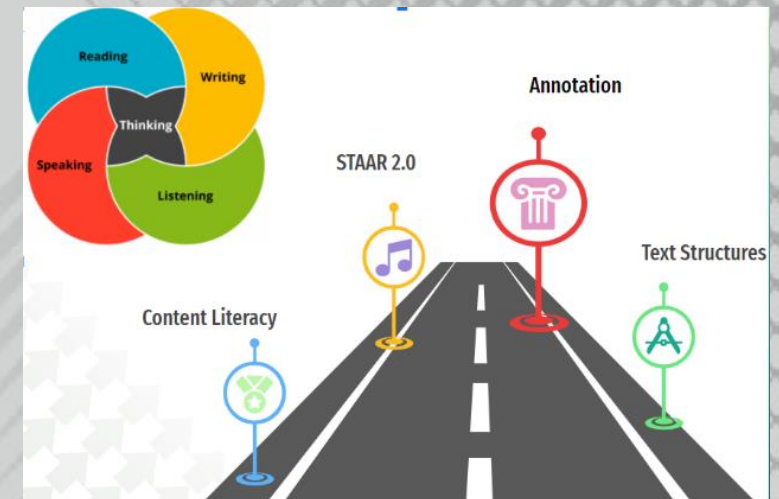 Reading
Writing
Thinking
Speaking
Listening
Annotation
STAAR 2.0
Text Structures
Content Literacy